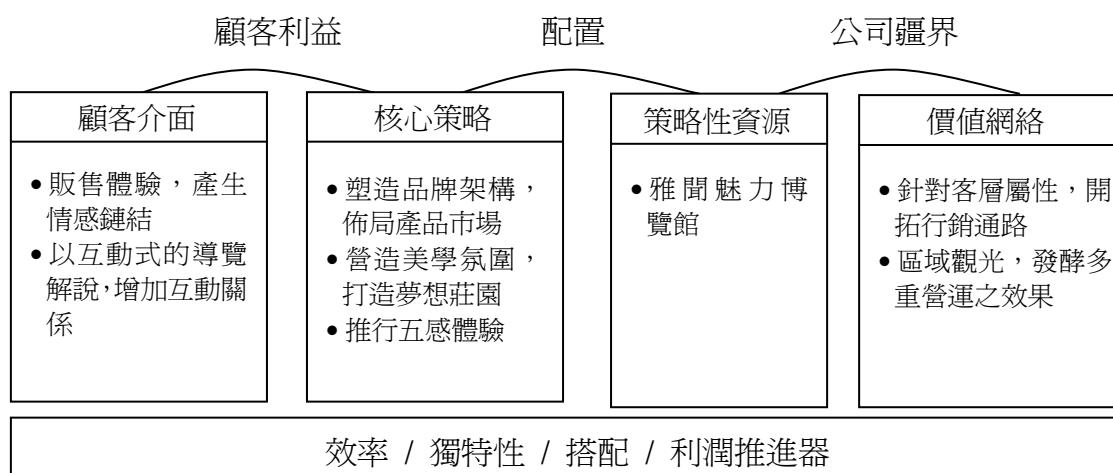 顧客利益 配置 公司疆界
顧客介面
•販售體驗，產生
情感鏈結
•以互動式的導覽
解說，增加互動關
係
核心策略
•塑造品牌架構，
佈局產品市場
•營造美學氛圍，
打造夢想莊園
•推行五感體驗
策略性資源
•雅聞魅力博
覽館
價值網絡
•針對客層屬性，開
拓行銷通路
•區域觀光，發酵多
重營運之效果
效率 / 獨特性 / 搭配 / 利潤推進器